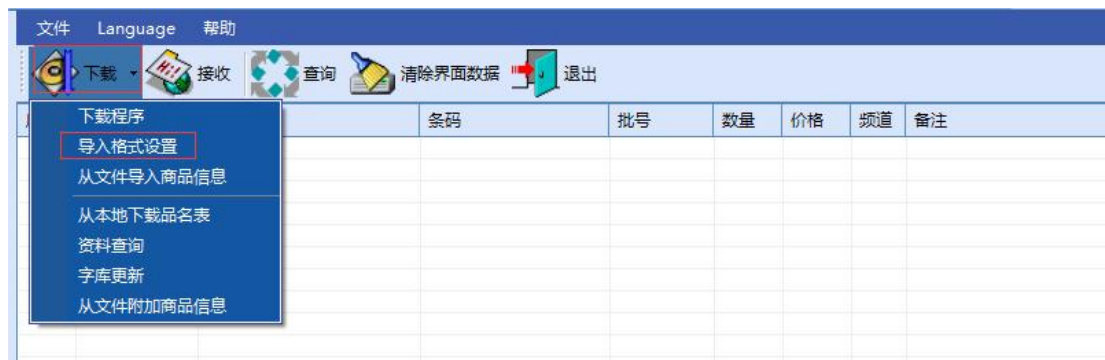 文件 Language 帮助
下载 接收 查询 清除界面数据 退出
条码 批号 数量 价格 频道 备注
下载程序
导入格式设置
从文件导入商品信息
从本地下载品名表
资料查询
字库更新
从文件附加商品信息